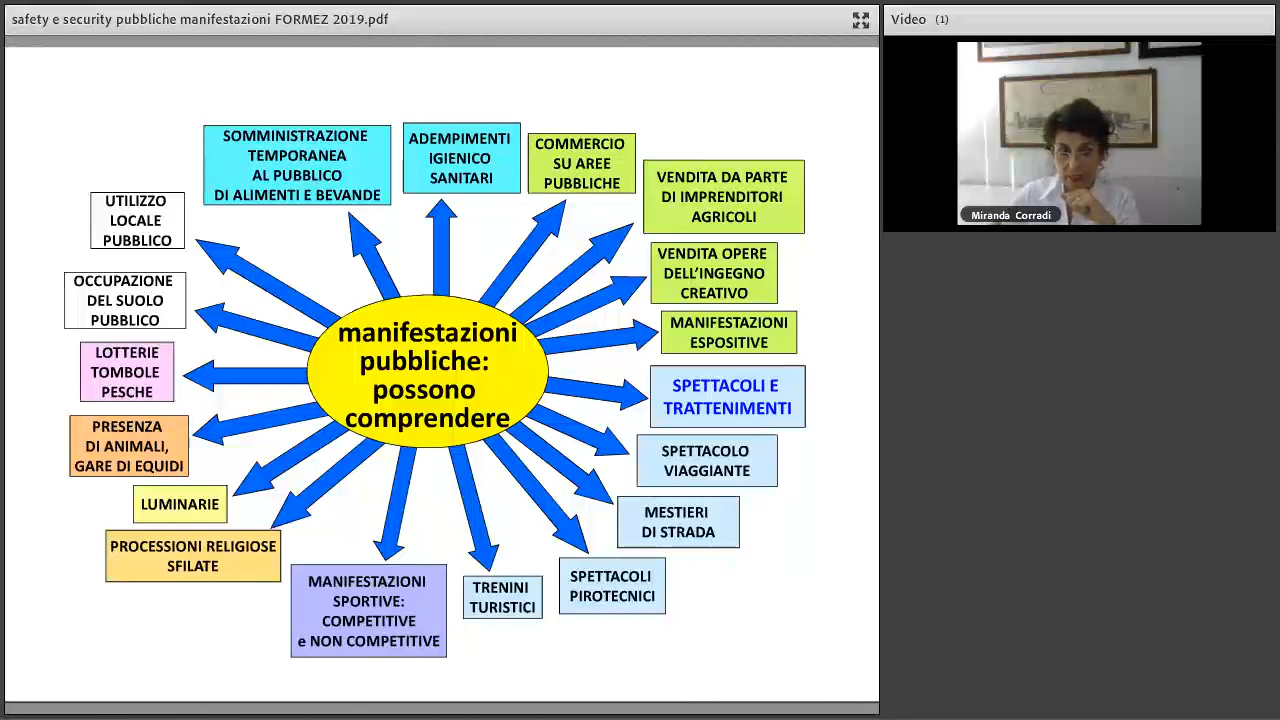 safety e security pubbliche manifestazioni FORMEZ 2019.pdf
Video (1)
Miranda Corradi
SOMMINISTRAZIONE
TEMPORANEA
AL PUBBLICO
DI ALIMENTI E BEVANDE
ADEMPIMENTI
IGIENICO
SANITARI
COMMERCIO
SU AREE
PUBBLICHE
VENDITA DA PARTE
DI IMPRENDITORI
AGRICOLI
VENDITA OPERE
DELL'INGEGNO
CREATIVO
MANIFESTAZIONI
ESPOSITIVE
SPETTACOLI E
TRATTENIMENTI
SPETTACOLO
VIAGGIANTE
MESTIERI
DI STRADA
SPETTACOLI
PIROTECNICI
TRENINI
TURISTICI
MANIFESTAZIONI
SPORTIVE:
COMPETITIVE
e NON COMPETITIVE
PROCESSIONI RELIGIOSE
SFILATE
LUMINARIE
PRESENZA
DI ANIMALI,
GARE DI EQUIDI
LOTTERIE
TOMBOLE
PESCHE
OCCUPAZIONE
DEL SUOLO
PUBBLICO
UTILIZZO
LOCALE
PUBBLICO
manifestazioni
pubbliche:
possono
comprendere